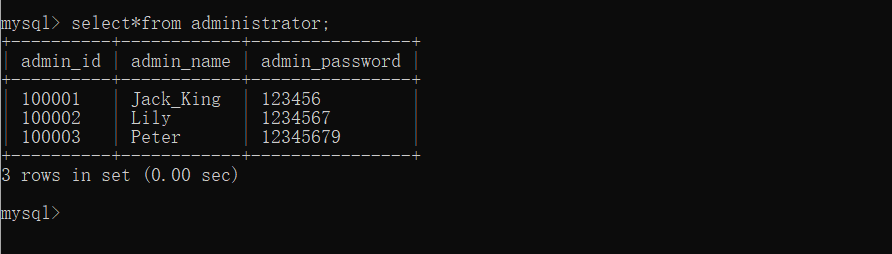 mysql> select*from administrator;
+----------+------------+----------------+
| admin_id | admin_name | admin_password |
+----------+------------+----------------+
| 100001   | Jack_King  | 123456         |
| 100002   | Lily       | 1234567        |
| 100003   | Peter      | 12345679       |
+----------+------------+----------------+
3 rows in set (0.00 sec)
mysql>